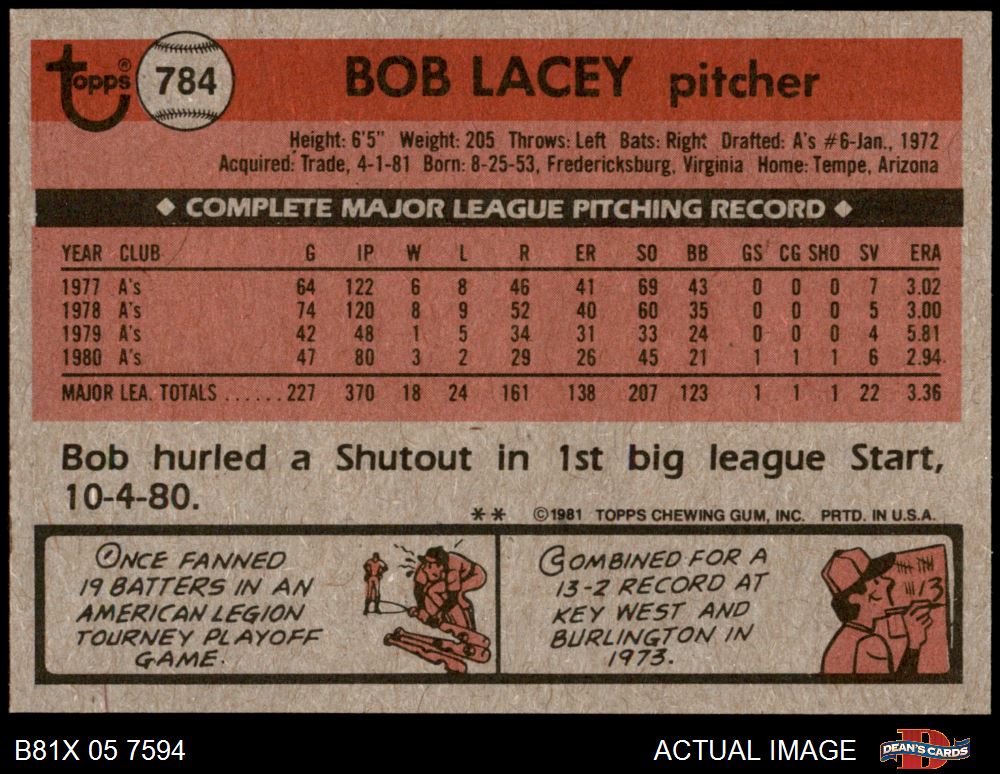 topps® 784 BOB LACEY pitcher
Height: 6'5" Weight: 205 Throws: Left Bats: Right Drafted: A's #6-Jan., 1972
Acquired: Trade, 4-1-81 Born: 8-25-53, Fredericksburg, Virginia Home: Tempe, Arizona
◆ COMPLETE MAJOR LEAGUE PITCHING RECORD ◆
YEAR CLUB G IP W L R ER SO BB GS CG SHO SV ERA
1977 A's 64 122 6 8 46 41 69 43 0 0 0 7 3.02
1978 A's 74 120 8 9 52 40 60 35 0 0 0 5 3.00
1979 A's 42 48 1 5 34 31 33 24 0 0 0 4 5.81
1980 A's 47 80 3 2 29 26 45 21 1 1 1 6 2.94
MAJOR LEA. TOTALS ......227 370 18 24 161 138 207 123 1 1 1 22 3.36
Bob hurled a Shutout in 1st big league Start,
10-4-80.
** ©1981 TOPPS CHEWING GUM, INC. PRTD. IN U.S.A.
ONCE FANNED
19 BATTERS IN AN
AMERICAN LEGION
TOURNEY PLAYOFF
GAME.
COMBINED FOR A
13-2 RECORD AT
KEY WEST AND
BURLINGTON IN
1973.
13
B81X 05 7594 ACTUAL IMAGE DEAN'S CARDS